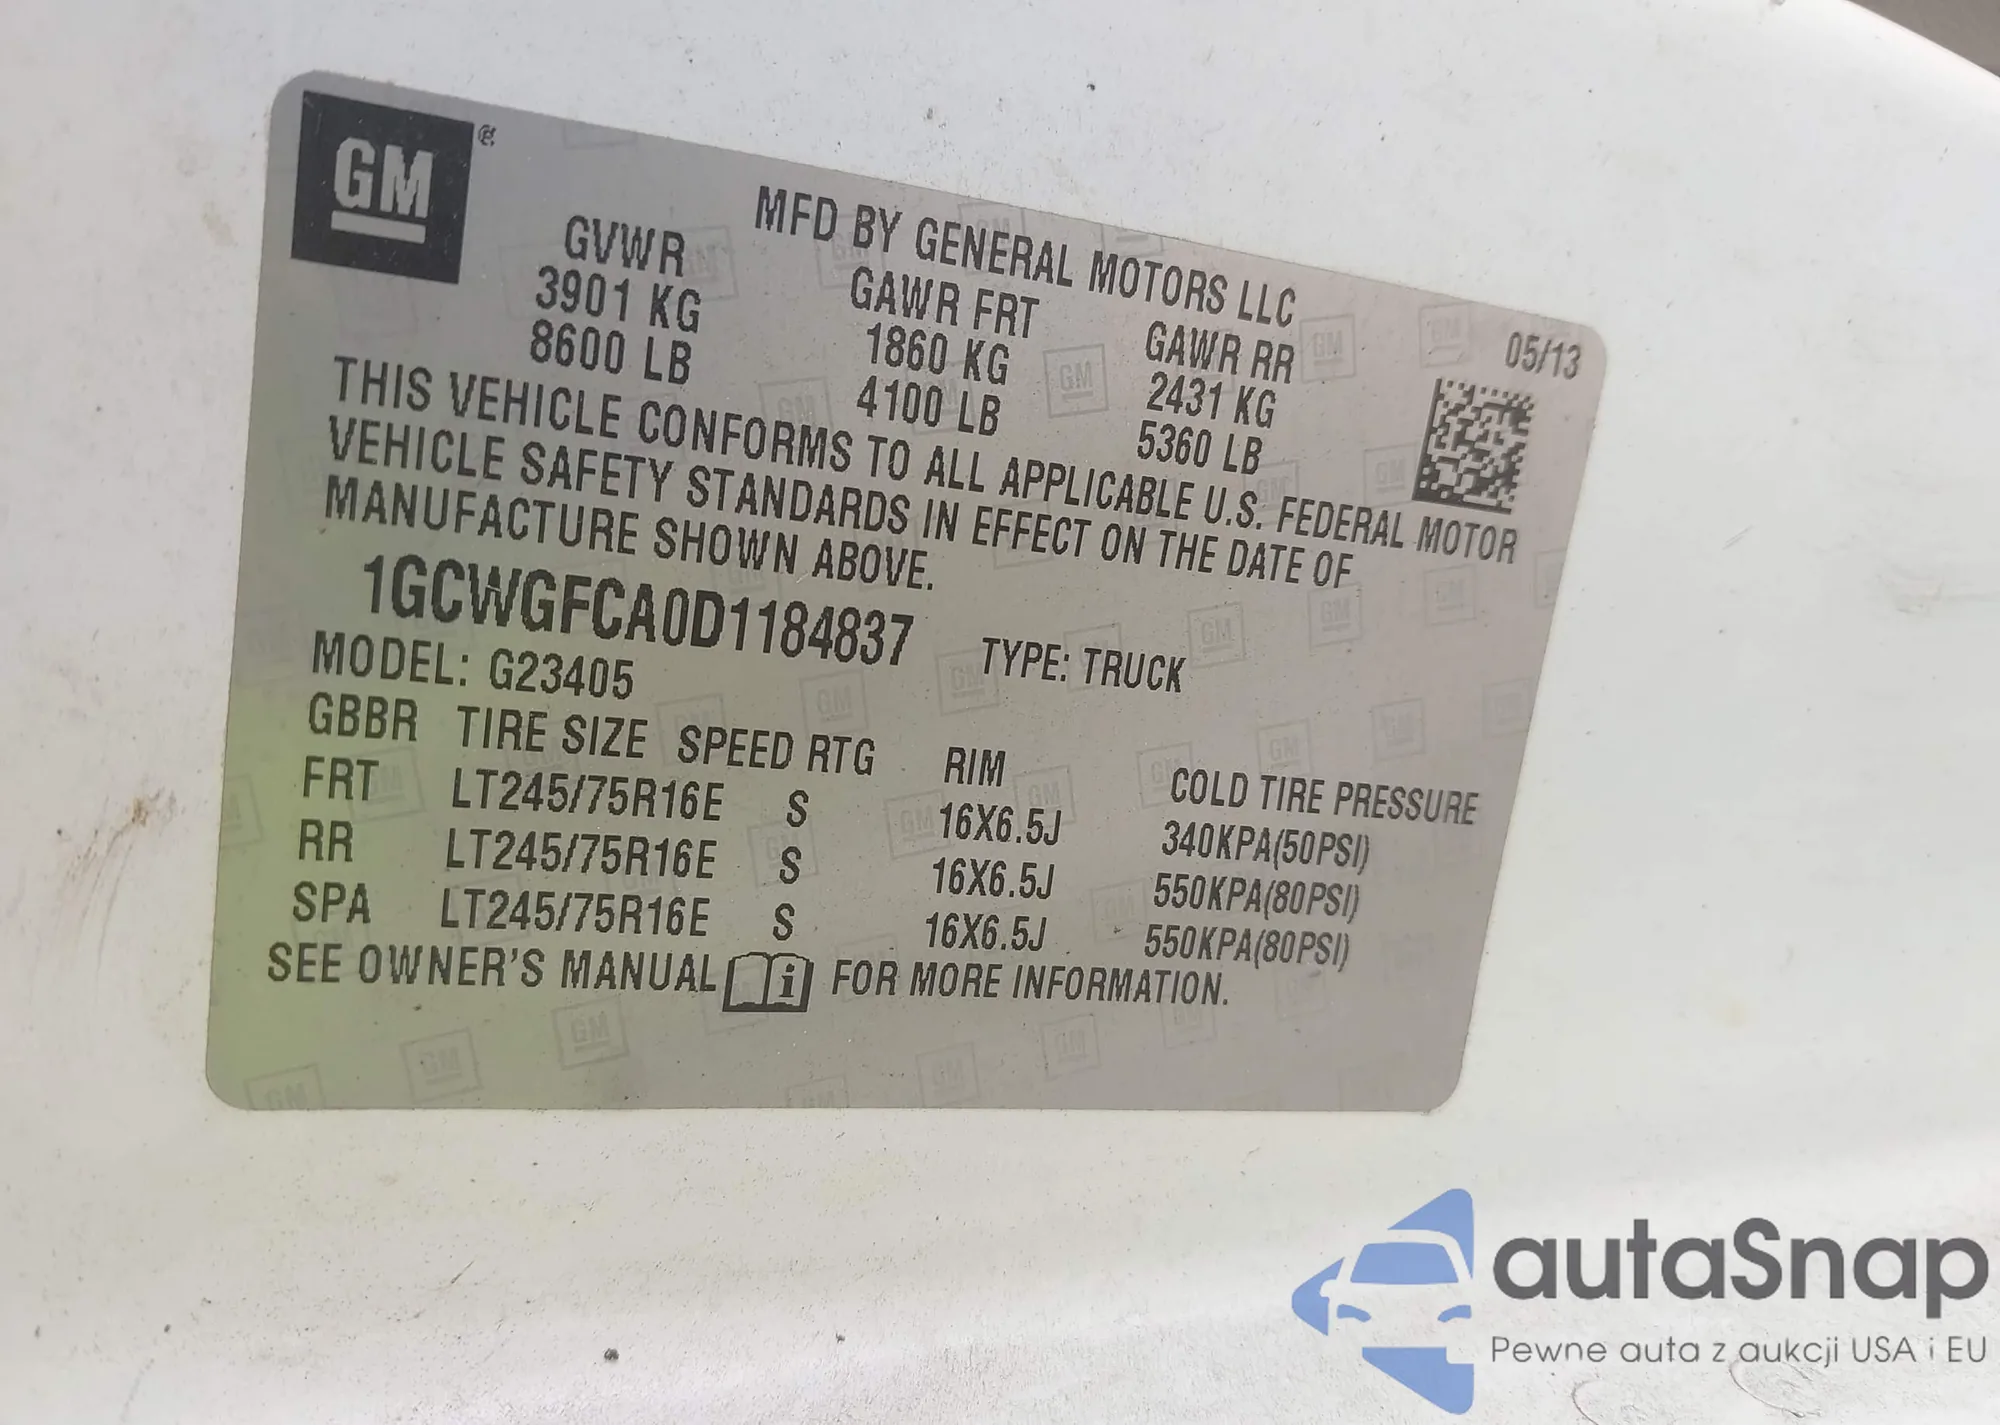 GM
MFD BY GENERAL MOTORS LLC
05/13
GVWR GAWR FRT GAWR RR
3901 KG 1860 KG 2431 KG
8600 LB 4100 LB 5360 LB
THIS VEHICLE CONFORMS TO ALL APPLICABLE U.S. FEDERAL MOTOR
VEHICLE SAFETY STANDARDS IN EFFECT ON THE DATE OF
MANUFACTURE SHOWN ABOVE.
1GCWGFCA0D1184837 TYPE: TRUCK
MODEL: G23405
GBBR TIRE SIZE SPEED RTG RIM COLD TIRE PRESSURE
FRT LT245/75R16E S 16X6.5J 340KPA(50PSI)
RR LT245/75R16E S 16X6.5J 550KPA(80PSI)
SPA LT245/75R16E S 16X6.5J 550KPA(80PSI)
SEE OWNER'S MANUAL i FOR MORE INFORMATION.
autaSnap
Pewne auta z aukcji USA i EU